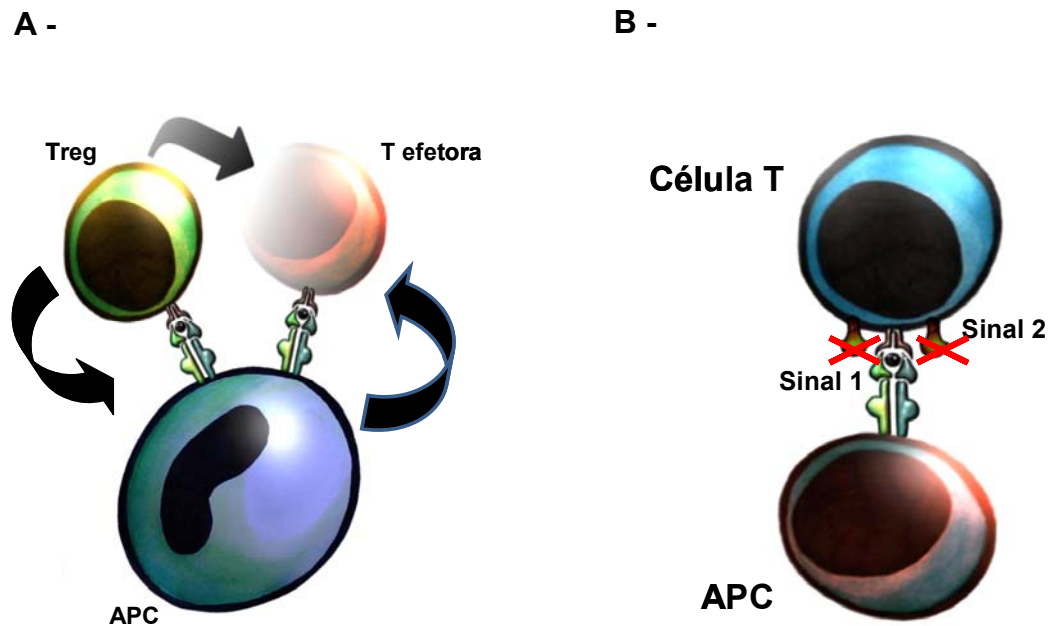 A -
B -
Treg
T efetora
Célula T
Sinal 2
Sinal 1
APC
APC